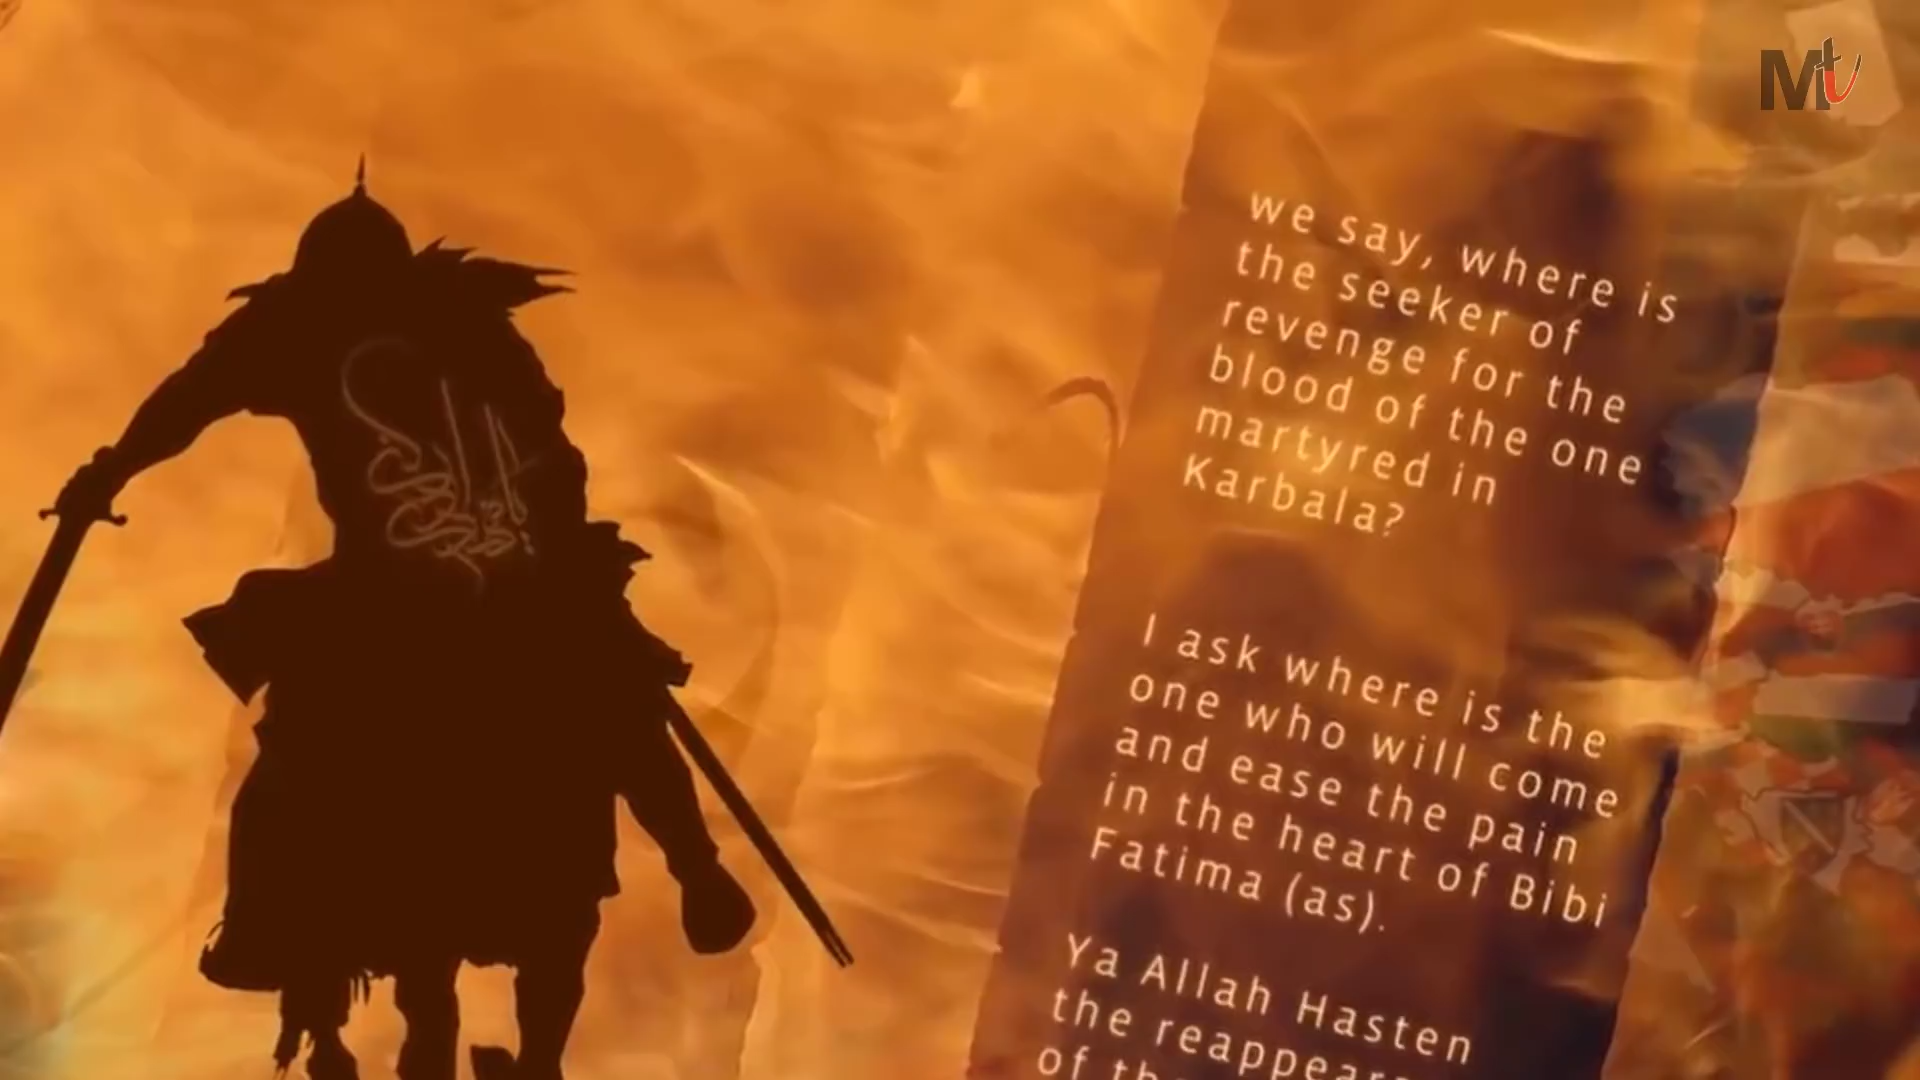 Mtv
we say, where is
the seeker of
revenge for the
blood of the one
martyred in
Karbala?
I ask where is the
one who will come
and ease the pain
in the heart of Bibi
Fatima (as).
Ya Allah Hasten
the
of